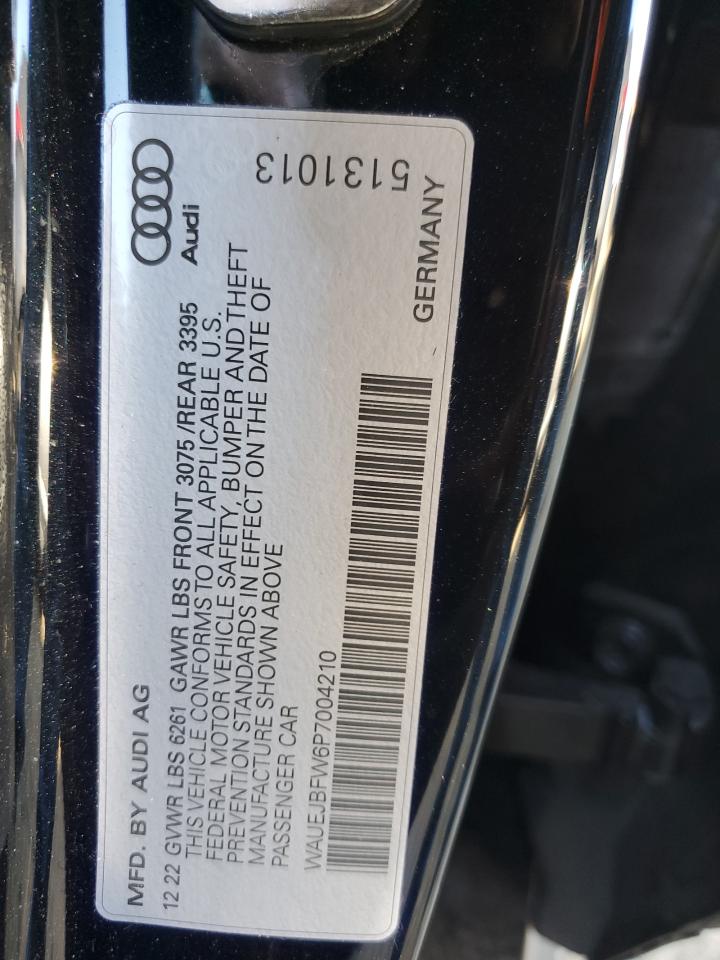 MFD. BY AUDI AG
Audi
12 22 GVWR LBS 6261 GAWR LBS FRONT 3075 /REAR 3395
THIS VEHICLE CONFORMS TO ALL APPLICABLE U.S.
FEDERAL MOTOR VEHICLE SAFETY, BUMPER AND THEFT
PREVENTION STANDARDS IN EFFECT ON THE DATE OF
MANUFACTURE SHOWN ABOVE
PASSENGER CAR
WAUEJBFW6P7004210
GERMANY
5131013